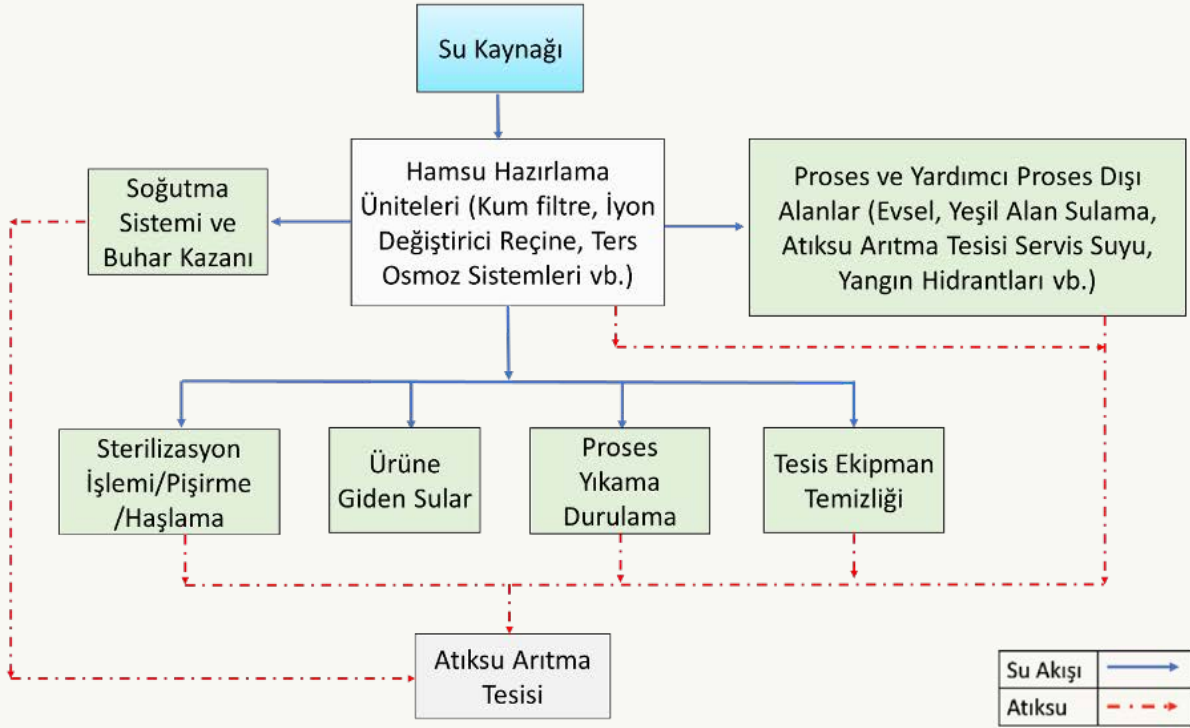 Su Kaynağı
Hamsu Hazırlama
Üniteleri (Kum filtre, İyon
Değiştirici Reçine, Ters
Osmoz Sistemleri vb.)
Soğutma
Sistemi ve
Buhar Kazanı
Proses ve Yardımcı Proses Dışı
Alanlar (Evsel, Yeşil Alan Sulama,
Atıksu Arıtma Tesisi Servis Suyu,
Yangın Hidrantları vb.)
Sterilizasyon
İşlemi/Pişirme
/Haşlama
Ürüne
Giden Sular
Proses
Yıkama
Durulama
Tesis Ekipman
Temizliği
Atıksu Arıtma
Tesisi
Su Akışı
Atıksu